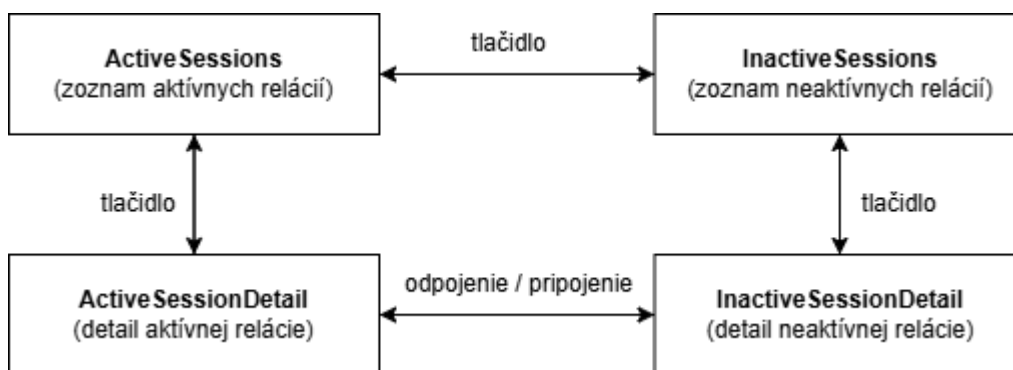 ActiveSessions
(zoznam aktívnych relácií)
tlačidlo
InactiveSessions
(zoznam neaktívnych relácií)
tlačidlo
tlačidlo
ActiveSessionDetail
(detail aktívnej relácie)
odpojenie / pripojenie
InactiveSessionDetail
(detail neaktívnej relácie)